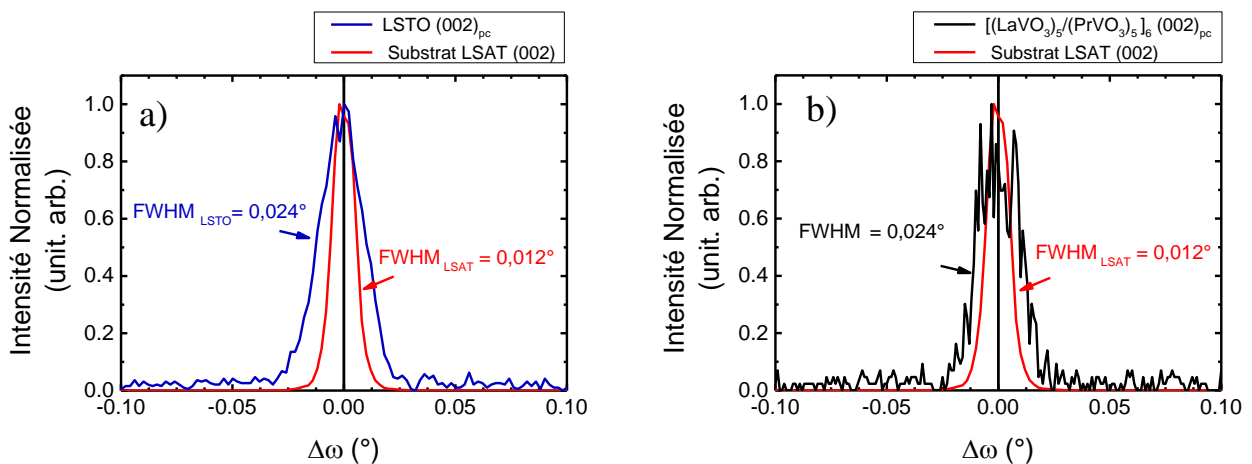 LSTO (002)pc
Substrat LSAT (002)
a)
Intensité Normalisée
(unit. arb.)
1.0
0.8
0.6
0.4
0.2
0.0
FWHM LSTO = 0,024°
FWHM LSAT = 0,012°
-0.10 -0.05 0.00 0.05 0.10
Δω (°)
[(LaVO3)5/(PrVO3)5]6 (002)pc
Substrat LSAT (002)
b)
Intensité Normalisée
(unit. arb.)
1.0
0.8
0.6
0.4
0.2
0.0
FWHM = 0,024°
FWHM LSAT = 0,012°
-0.10 -0.05 0.00 0.05 0.10
Δω (°)